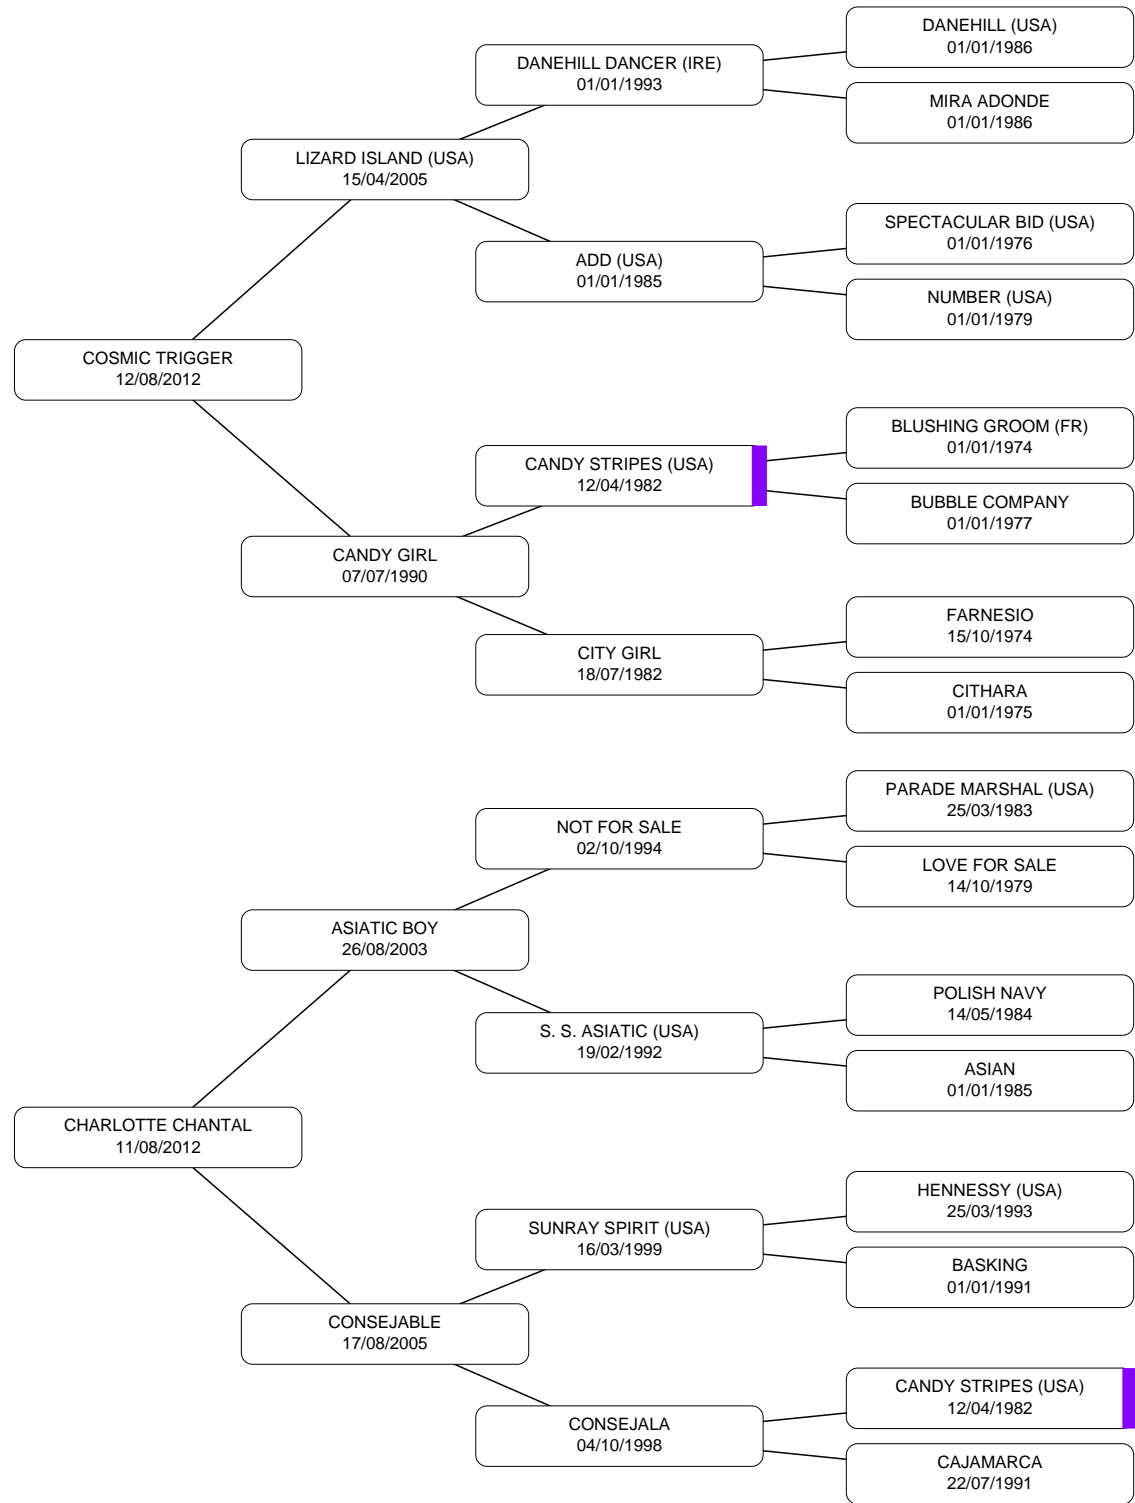 DANEHILL (USA)
01/01/1986
DANEHILL DANCER (IRE)
01/01/1993
MIRA ADONDE
01/01/1986
LIZARD ISLAND (USA)
15/04/2005
SPECTACULAR BID (USA)
01/01/1976
ADD (USA)
01/01/1985
NUMBER (USA)
01/01/1979
COSMIC TRIGGER
12/08/2012
BLUSHING GROOM (FR)
01/01/1974
CANDY STRIPES (USA)
12/04/1982
BUBBLE COMPANY
01/01/1977
CANDY GIRL
07/07/1990
FARNESIO
15/10/1974
CITY GIRL
18/07/1982
CITHARA
01/01/1975
PARADE MARSHAL (USA)
25/03/1983
NOT FOR SALE
02/10/1994
LOVE FOR SALE
14/10/1979
ASIATIC BOY
26/08/2003
POLISH NAVY
14/05/1984
S. S. ASIATIC (USA)
19/02/1992
ASIAN
01/01/1985
CHARLOTTE CHANTAL
11/08/2012
HENNESSY (USA)
25/03/1993
SUNRAY SPIRIT (USA)
16/03/1999
BASKING
01/01/1991
CONSEJABLE
17/08/2005
CANDY STRIPES (USA)
12/04/1982
CONSEJALA
04/10/1998
CAJAMARCA
22/07/1991